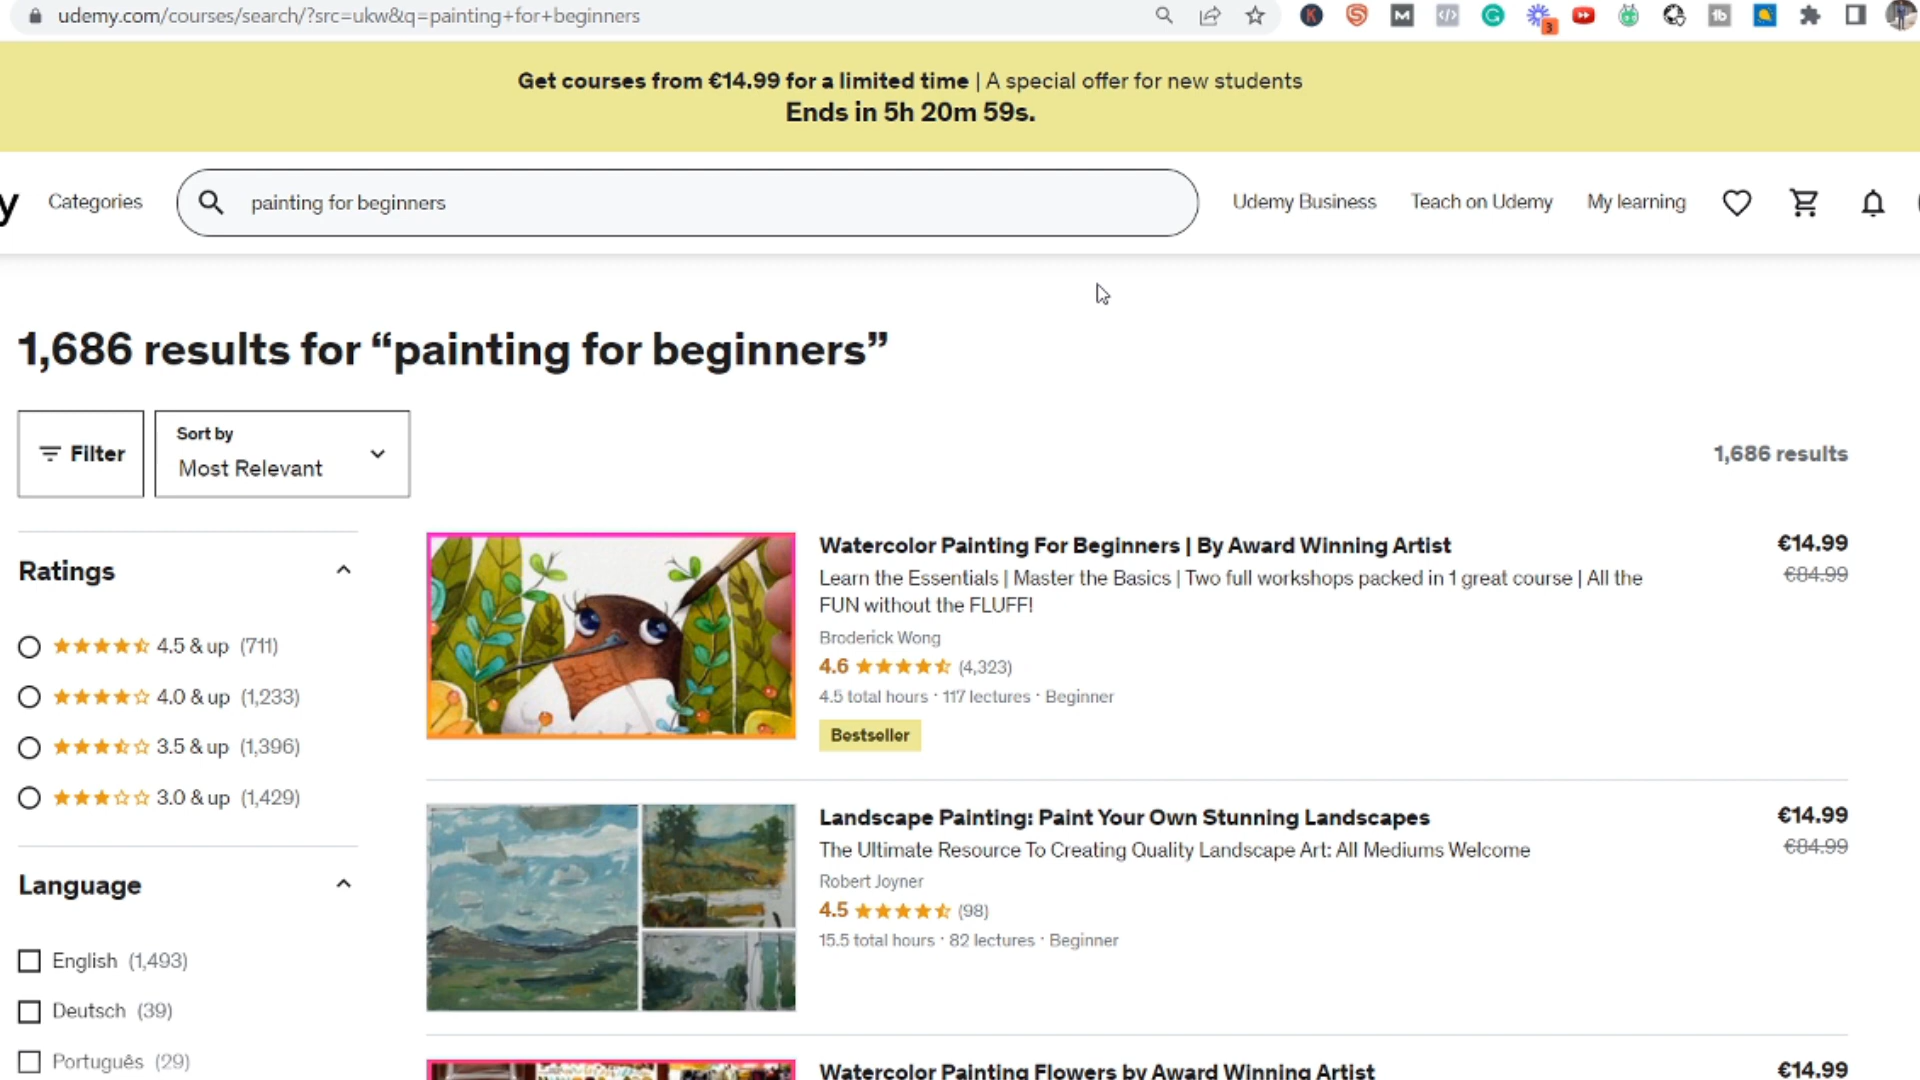 udemy.com/courses/search/?src=ukw&q=painting+for+beginners
3
Get courses from €14.99 for a limited time | A special offer for new students
Ends in 5h 20m 59s.
y
Categories
painting for beginners
Udemy Business
Teach on Udemy
My learning
1,686 results for “painting for beginners”
Filter
Sort by
Most Relevant
1,686 results
Ratings
4.5 & up (711)
4.0 & up (1,233)
3.5 & up (1,396)
3.0 & up (1,429)
Language
English (1,493)
Deutsch (39)
Português (29)
Watercolor Painting For Beginners | By Award Winning Artist
€14.99
Learn the Essentials | Master the Basics | Two full workshops packed in 1 great course | All the
€84.99
FUN without the FLUFF!
Broderick Wong
4.6 (4,323)
4.5 total hours · 117 lectures · Beginner
Bestseller
Landscape Painting: Paint Your Own Stunning Landscapes
€14.99
The Ultimate Resource To Creating Quality Landscape Art: All Mediums Welcome
€84.99
Robert Joyner
4.5 (98)
15.5 total hours · 82 lectures · Beginner
Watercolor Painting Flowers by Award Winning Artist
€14.99